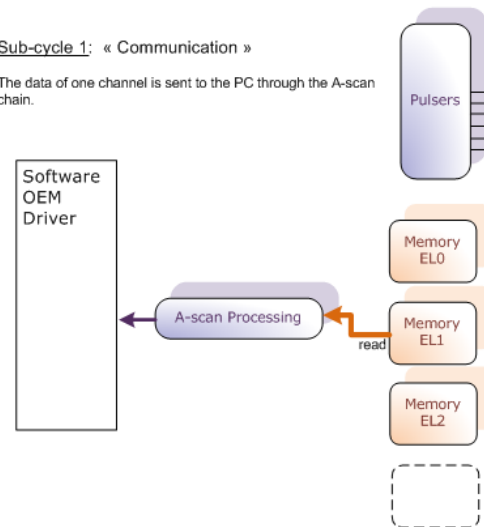 Sub-cycle 1: « Communication »
The data of one channel is sent to the PC through the A-scan
chain.
Pulsers
Software
OEM
Driver
Memory
EL0
A-scan Processing
read
Memory
EL1
Memory
EL2